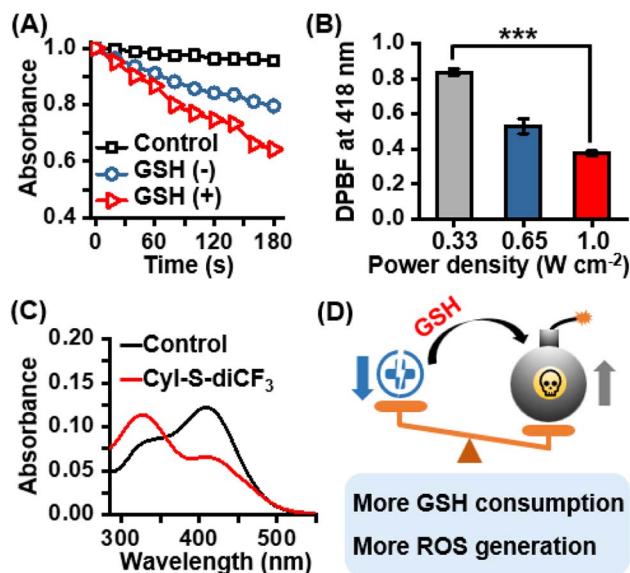 (A)
Absorbance
1.0
0.8
0.6
0.4
Control
GSH (-)
GSH (+)
0 60 120 180
Time (s)
(B)
DPBF at 418 nm
1.0
0.8
0.6
0.4
0.2
0.0
***
0.33 0.65 1.0
Power density (W cm-2)
(C)
Absorbance
0.20
0.15
0.10
0.05
0.00
Control
Cyl-S-diCF3
300 400 500
Wavelength (nm)
(D)
GSH
More GSH consumption
More ROS generation